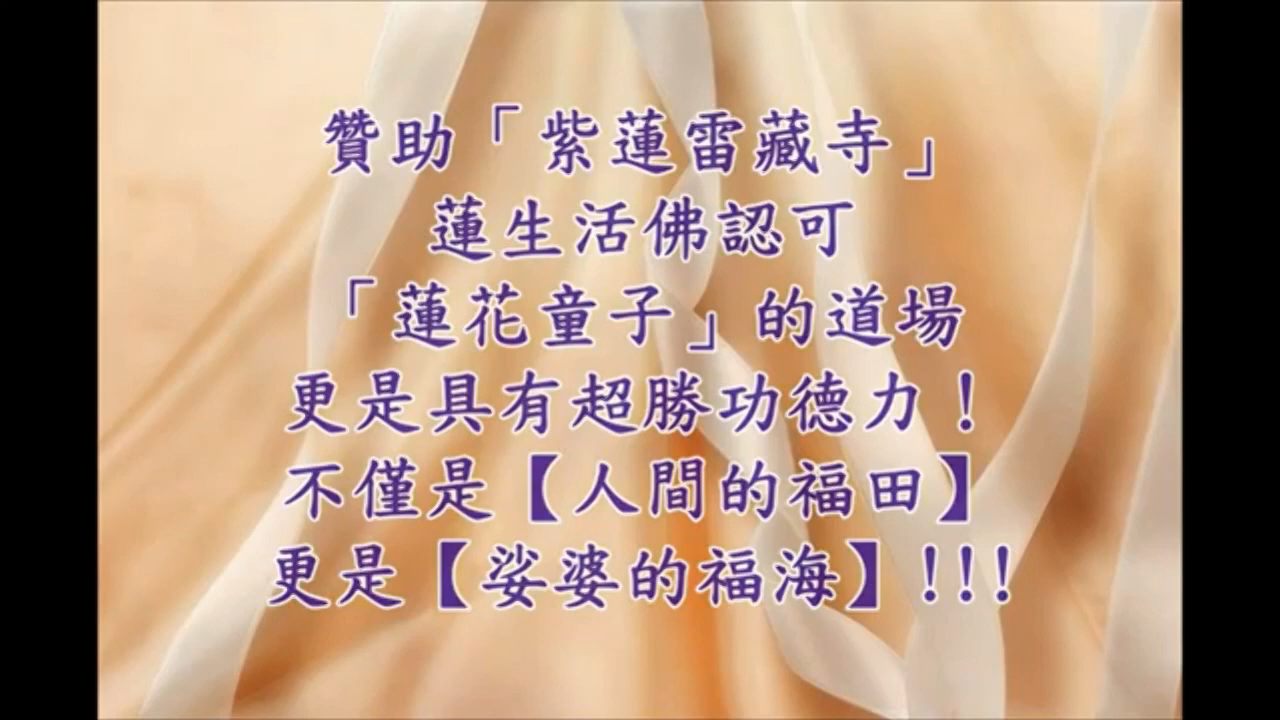 贊助「紫蓮雷藏寺」
蓮生活佛認可
「蓮花童子」的道場
更是具有超勝功德力！
不僅是【人間的福田】
更是【娑婆的福海】!!!